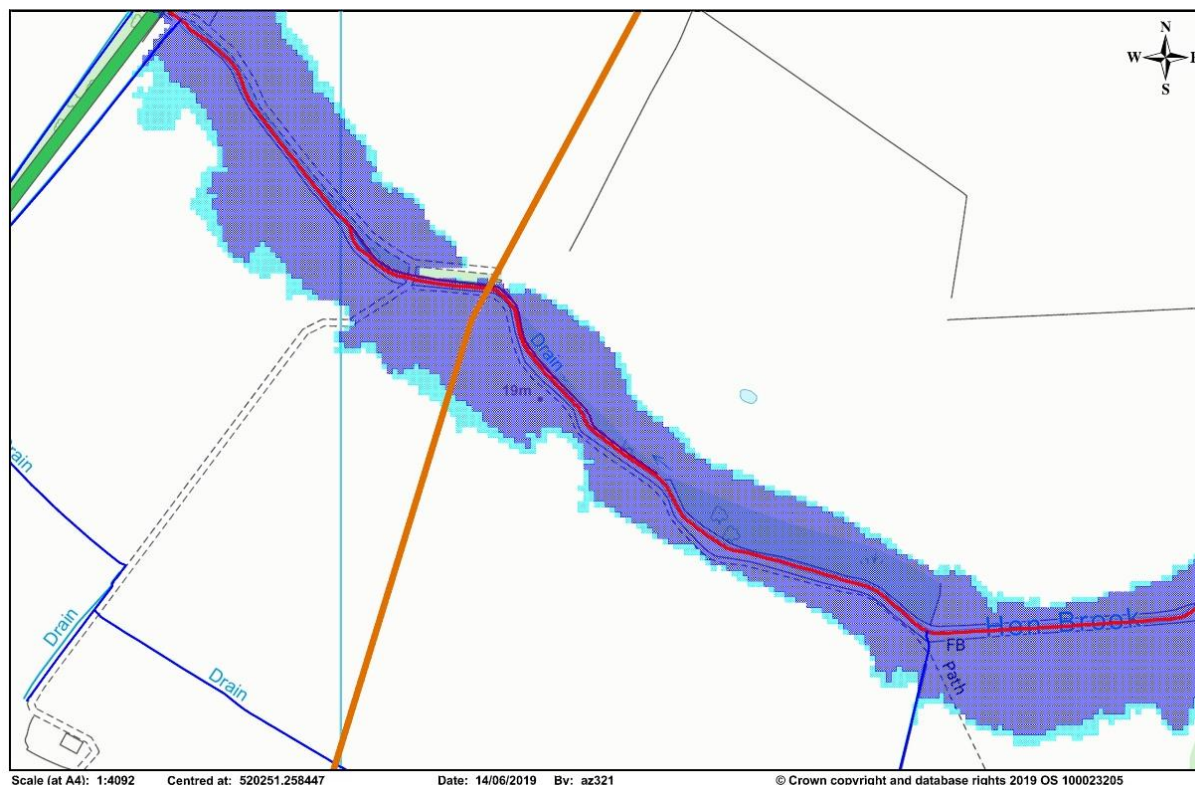 N
W E
S
Drain
19m
Drain
Drain
Hen Brook
FB
Path
Drain
Scale (at A4): 1:4092 Centred at: 520251.258447 Date: 14/06/2019 By: az321 © Crown copyright and database rights 2019 OS 100023205